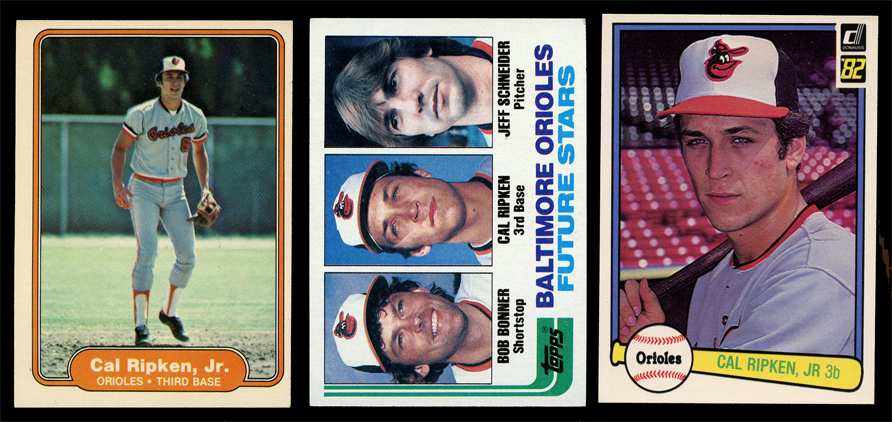 Orioles
8
Cal Ripken, Jr.
ORIOLES • THIRD BASE
JEFF SCHNEIDER
Pitcher
CAL RIPKEN
3rd Base
BOB BONNER
Shortstop
BALTIMORE ORIOLES
FUTURE STARS
topps®
DONRUSS
'82
Orioles
CAL RIPKEN, JR 3b